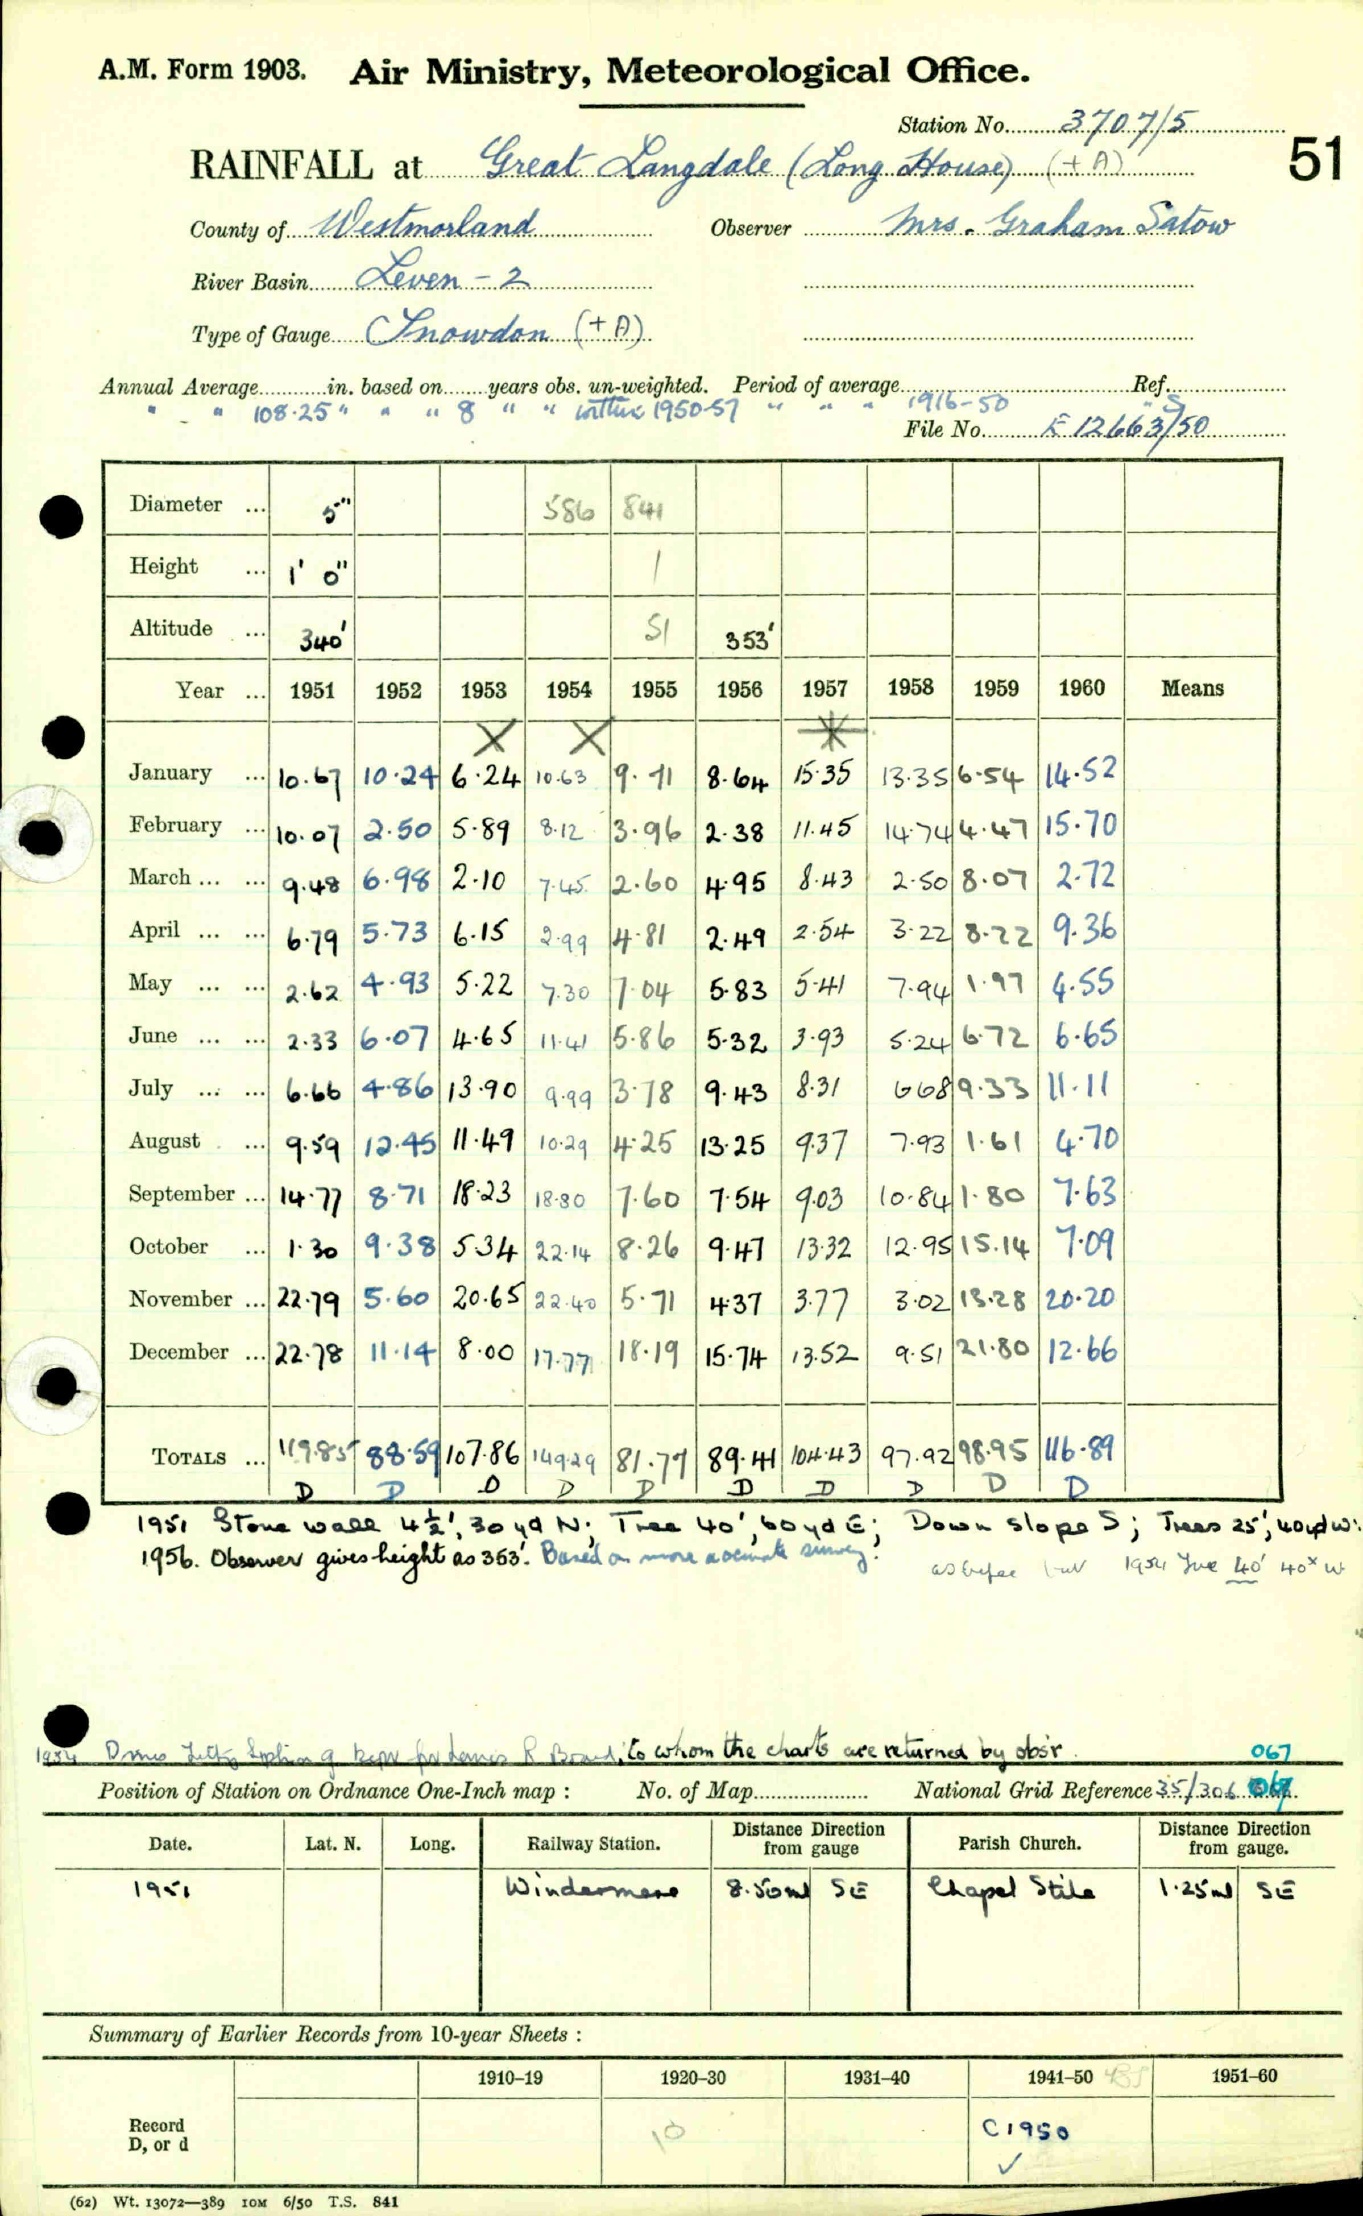 A.M. Form 1903. Air Ministry, Meteorological Office.
Station No. 3707/5
51
RAINFALL at Great Langdale (Long House) (+A)
County of Westmorland Observer Mrs. Graham Satow
River Basin Leven - 2
Type of Gauge Snowdon (+A)
Annual Average in. based on years obs. un-weighted. Period of average Ref.
" " 108.25 " " " 8 " " within 1950-57 " " " 1916-50 " S
File No. E 12663/50
Diameter ... 5" 586 841
Height ... 1' 0" 1
Altitude ... 340' 51 353'
Year ... 1951 1952 1953 1954 1955 1956 1957 1958 1959 1960 Means
January ... 10.67 10.24 6.24 10.63 9.71 8.64 15.35 13.35 6.54 14.52
February ... 10.07 2.50 5.89 8.12 3.96 2.38 11.45 14.74 4.47 15.70
March ... ... 9.48 6.98 2.10 7.45 2.60 4.95 8.43 2.50 8.07 2.72
April ... ... 6.79 5.73 6.15 2.99 4.81 2.49 2.54 3.22 8.22 9.36
May ... ... 2.62 4.93 5.22 7.30 7.04 5.83 5.41 7.94 1.97 4.55
June ... ... 2.33 6.07 4.65 11.41 5.86 5.32 3.93 5.24 6.72 6.65
July ... ... 6.66 4.86 13.90 9.99 3.78 9.43 8.31 6 68 9.33 11.11
August ... 9.59 12.45 11.49 10.29 4.25 13.25 9.37 7.93 1.61 4.70
September ... 14.77 8.71 18.23 18.80 7.60 7.54 9.03 10.84 1.80 7.63
October ... 1.30 9.38 5.34 22.14 8.26 9.47 13.32 12.95 15.14 7.09
November ... 22.79 5.60 20.65 22.40 5.71 4.37 3.77 3.02 13.28 20.20
December ... 22.78 11.14 8.00 17.77 18.19 15.74 13.52 9.51 21.80 12.66
TOTALS ... 119.85 88.59 107.86 149.29 81.77 89.41 104.43 97.92 98.95 116.89
D D D D D D D D D D
1951 Stone wall 4½', 30yd N; Tree 40', 60yd E; Down slope S; Trees 25', 40yd W.
1956. Observer gives height as 353'. Based on more accurate survey.
as before but 1954 Tree 40' 40ˣ W
1954 kept for to whom the charts are returned by obs'r.
067
Position of Station on Ordnance One-Inch map : No. of Map National Grid Reference 35/306
Date. Lat. N. Long. Railway Station. Distance from gauge Direction Parish Church. Distance from gauge. Direction
1951 Windermere 8.50ml SE Chapel Stile 1.25ml SE
Summary of Earlier Records from 10-year Sheets :
1910–19 1920–30 1931–40 1941–50 1951–60
Record D, or d 10 C1950
(62) Wt. 13072—389 10M 6/50 T.S. 841